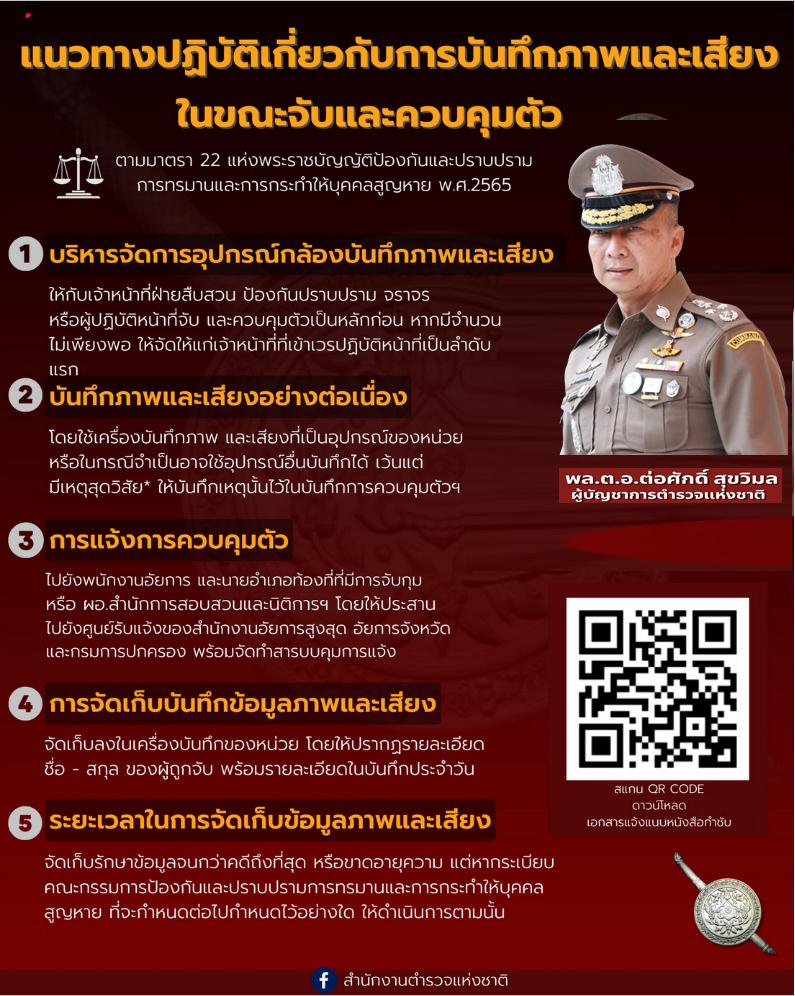 แนวทางปฏิบัติเกี่ยวกับการบันทึกภาพและเสียง
ในขณะจับและควบคุมตัว
ตามมาตรา 22 แห่งพระราชบัญญัติป้องกันและปราบปราม
การทรมานและการกระทำให้บุคคลสูญหาย พ.ศ.2565
1 บริหารจัดการอุปกรณ์กล้องบันทึกภาพและเสียง
ให้กับเจ้าหน้าที่ฝ่ายสืบสวน ป้องกันปราบปราม จราจร
หรือผู้ปฏิบัติหน้าที่จับ และควบคุมตัวเป็นหลักก่อน หากมีจำนวน
ไม่เพียงพอ ให้จัดให้แก่เจ้าหน้าที่ที่เข้าเวรปฏิบัติหน้าที่เป็นลำดับ
แรก
2 บันทึกภาพและเสียงอย่างต่อเนื่อง
โดยใช้เครื่องบันทึกภาพ และเสียงที่เป็นอุปกรณ์ของหน่วย
หรือในกรณีจำเป็นอาจใช้อุปกรณ์อื่นบันทึกได้ เว้นแต่
มีเหตุสุดวิสัย* ให้บันทึกเหตุนั้นไว้ในบันทึกการควบคุมตัวฯ
พล.ต.อ.ต่อศักดิ์ สุขวิมล
ผู้บัญชาการตำรวจแห่งชาติ
3 การแจ้งการควบคุมตัว
ไปยังพนักงานอัยการ และนายอำเภอท้องที่ที่มีการจับกุม
หรือ ผอ.สำนักการสอบสวนและนิติการฯ โดยให้ประสาน
ไปยังศูนย์รับแจ้งของสำนักงานอัยการสูงสุด อัยการจังหวัด
และกรมการปกครอง พร้อมจัดทำสารบบคุมการแจ้ง
4 การจัดเก็บบันทึกข้อมูลภาพและเสียง
จัดเก็บลงในเครื่องบันทึกของหน่วย โดยให้ปรากฏรายละเอียด
ชื่อ - สกุล ของผู้ถูกจับ พร้อมรายละเอียดในบันทึกประจำวัน
สแกน QR CODE
ดาวน์โหลด
เอกสารแจ้งแนบหนังสือกำชับ
5 ระยะเวลาในการจัดเก็บข้อมูลภาพและเสียง
จัดเก็บรักษาข้อมูลจนกว่าคดีถึงที่สุด หรือขาดอายุความ แต่หากระเบียบ
คณะกรรมการป้องกันและปราบปรามการทรมานและการกระทำให้บุคคล
สูญหาย ที่จะกำหนดต่อไปกำหนดไว้อย่างใด ให้ดำเนินการตามนั้น
สำนักงานตำรวจแห่งชาติ